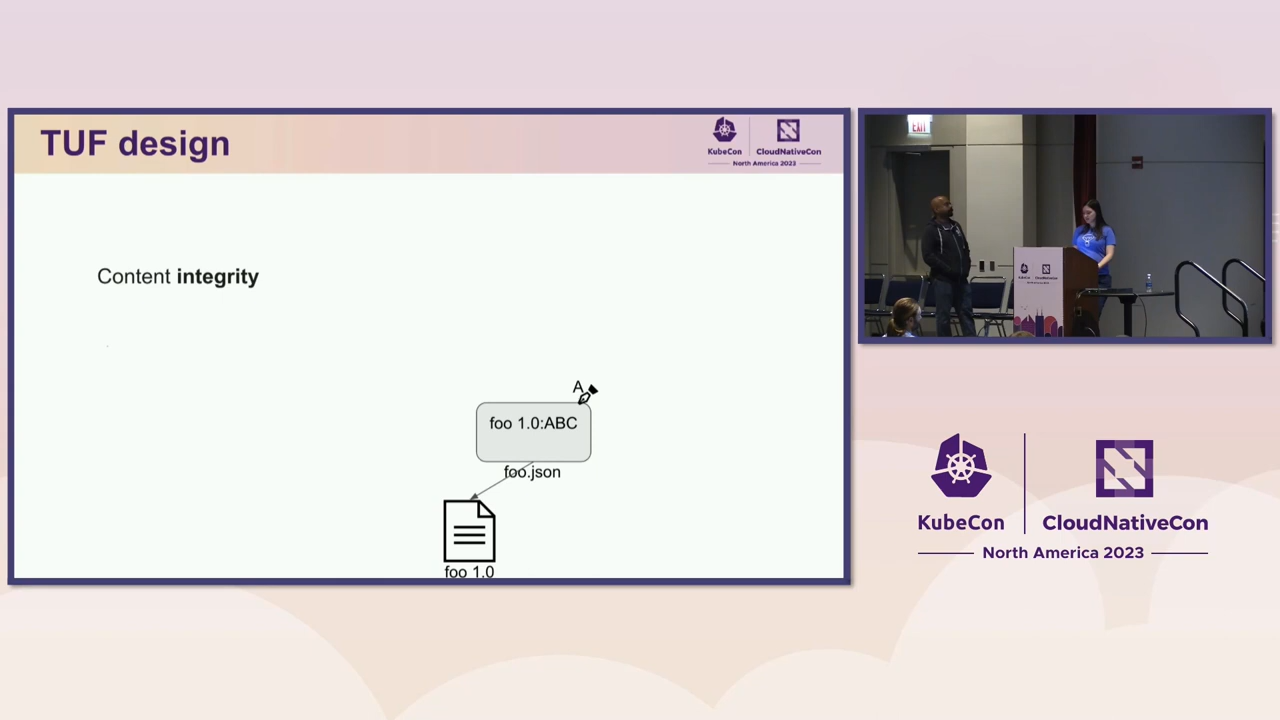 TUF design
KubeCon
CloudNativeCon
North America 2023
Content integrity
A
foo 1.0:ABC
foo.json
foo 1.0
EXIT
KubeCon
CloudNativeCon
North America 2023